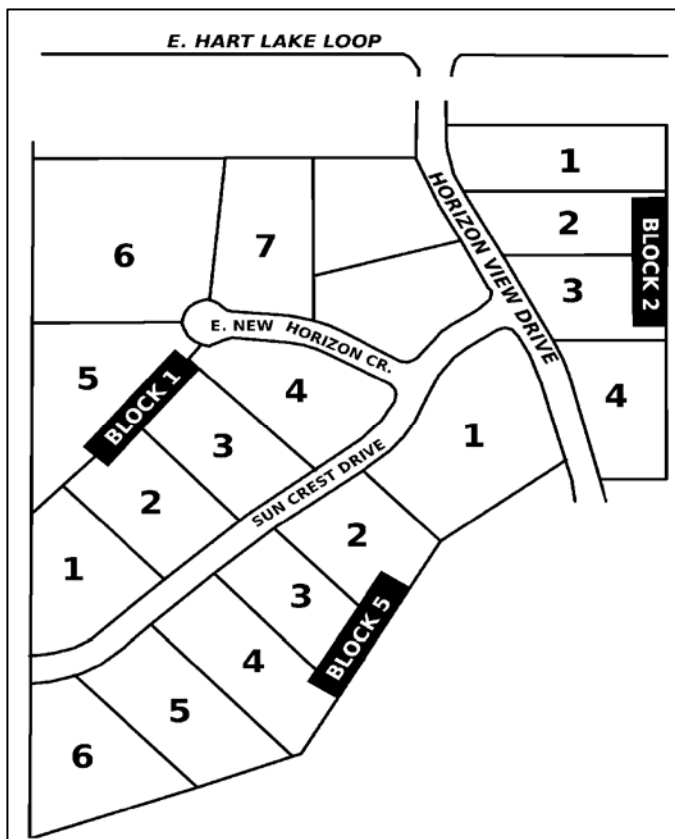 E. HART LAKE LOOP
HORIZON VIEW DRIVE
1
2
BLOCK 2
3
4
6
7
E. NEW HORIZON CR.
5
BLOCK 1
4
3
2
1
SUN CREST DRIVE
1
2
3
BLOCK 5
4
5
6